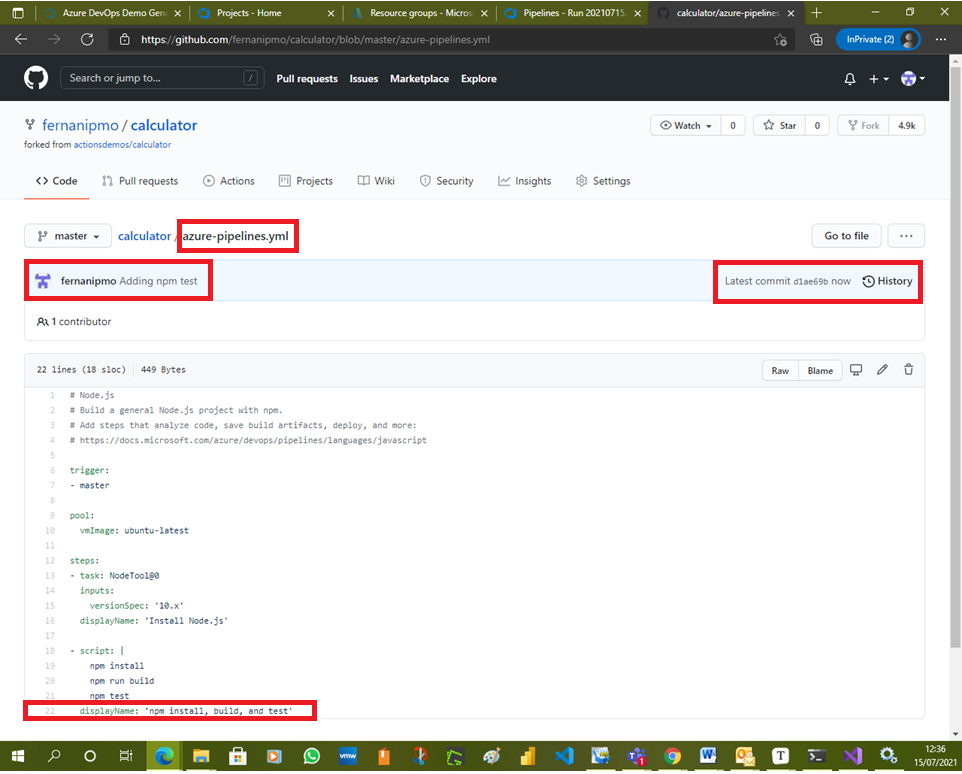 Azure DevOps Demo Gen
Projects - Home
Resource groups - Micros
Pipelines - Run 20210715.
calculator/azure-pipelines
https://github.com/fernanipmo/calculator/blob/master/azure-pipelines.yml
InPrivate (2)
Search or jump to...
/
Pull requests
Issues
Marketplace
Explore
fernanipmo / calculator
forked from actionsdemos/calculator
Watch
0
Star
0
Fork
4.9k
Code
Pull requests
Actions
Projects
Wiki
Security
Insights
Settings
master
calculator / azure-pipelines.yml
Go to file
...
fernanipmo Adding npm test
Latest commit d1ae69b now
History
1 contributor
22 lines (18 sloc)
449 Bytes
Raw
Blame
1 # Node.js
2 # Build a general Node.js project with npm.
3 # Add steps that analyze code, save build artifacts, deploy, and more:
4 # https://docs.microsoft.com/azure/devops/pipelines/languages/javascript
5
6 trigger:
7 - master
8
9 pool:
10 vmImage: ubuntu-latest
11
12 steps:
13 - task: NodeTool@0
14 inputs:
15 versionSpec: '10.x'
16 displayName: 'Install Node.js'
17
18 - script: |
19 npm install
20 npm run build
21 npm test
22 displayName: 'npm install, build, and test'
vmw
12:36
15/07/2021